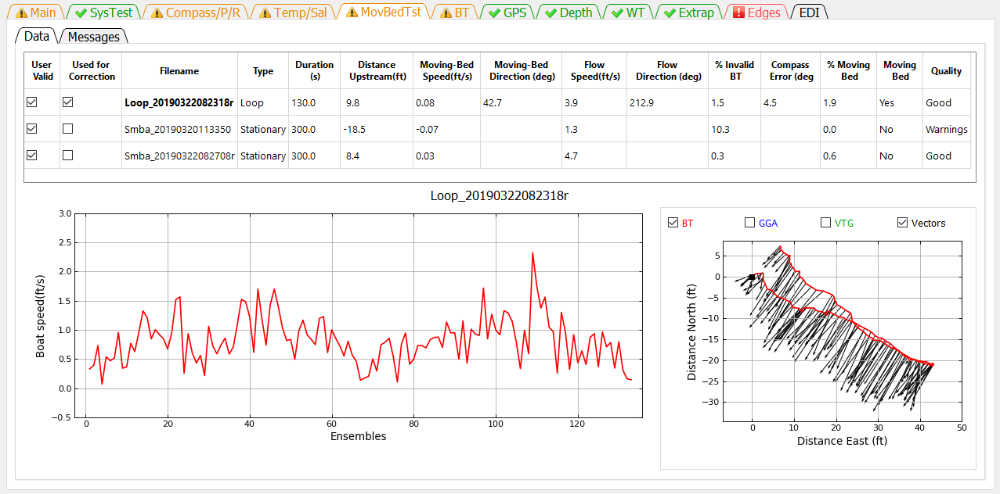 Main SysTest Compass/P/R Temp/Sal MovBedTst BT GPS Depth WT Extrap Edges EDI
Data Messages
User Valid Used for Correction Filename Type Duration (s) Distance Upstream(ft) Moving-Bed Speed(ft/s) Moving-Bed Direction (deg) Flow Speed(ft/s) Flow Direction (deg) % Invalid BT Compass Error (deg % Moving Bed Moving Bed Quality
Loop_20190322082318r Loop 130.0 9.8 0.08 42.7 3.9 212.9 1.5 4.5 1.9 Yes Good
Smba_20190320113350 Stationary 300.0 -18.5 -0.07 1.3 10.3 0.0 No Warnings
Smba_20190322082708r Stationary 300.0 8.4 0.03 4.7 0.3 0.6 No Good
Loop_20190322082318r
3.0
2.5
2.0
1.5
1.0
0.5
0.0
−0.5
Boat speed(ft/s)
0 20 40 60 80 100 120
Ensembles
BT GGA VTG Vectors
5
0
−5
−10
−15
−20
−25
−30
Distance North (ft)
0 10 20 30 40 50
Distance East (ft)